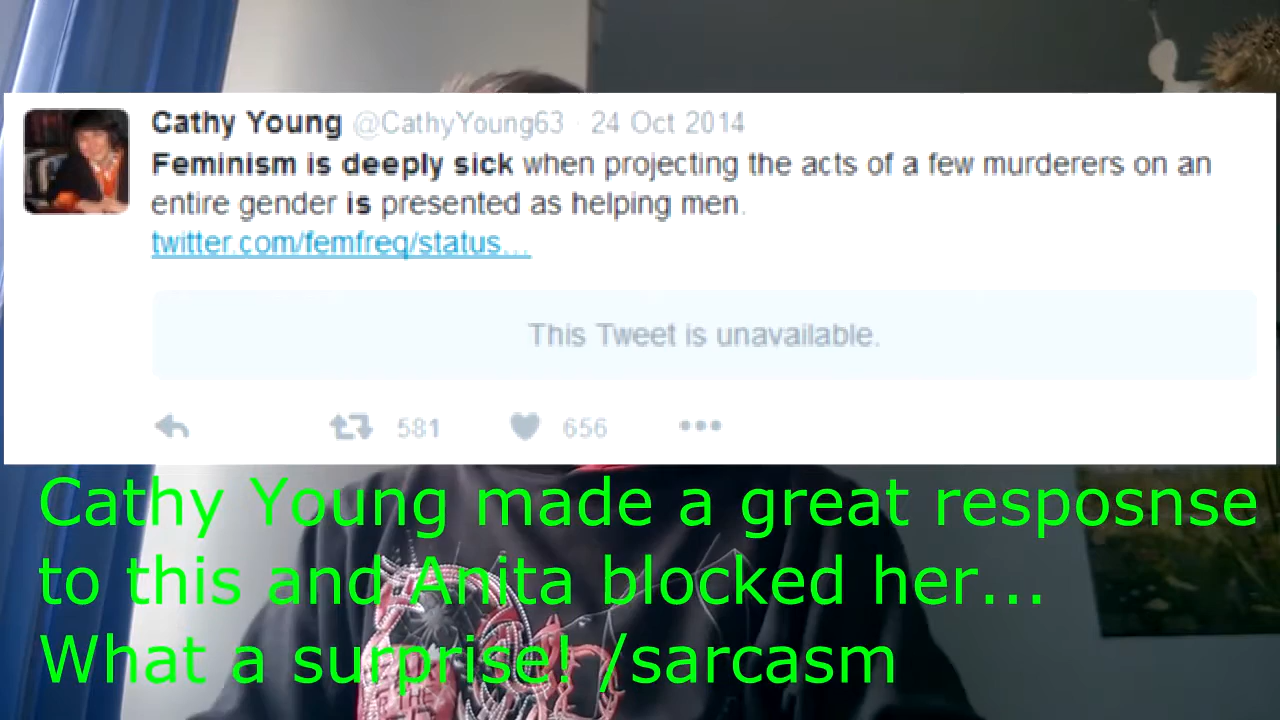 Cathy Young @CathyYoung63 · 24 Oct 2014
Feminism is deeply sick when projecting the acts of a few murderers on an
entire gender is presented as helping men.
twitter.com/femfreq/status...
This Tweet is unavailable.
581 656 •••
Cathy Young made a great resposnse
to this and Anita blocked her...
What a surprise! /sarcasm
THE